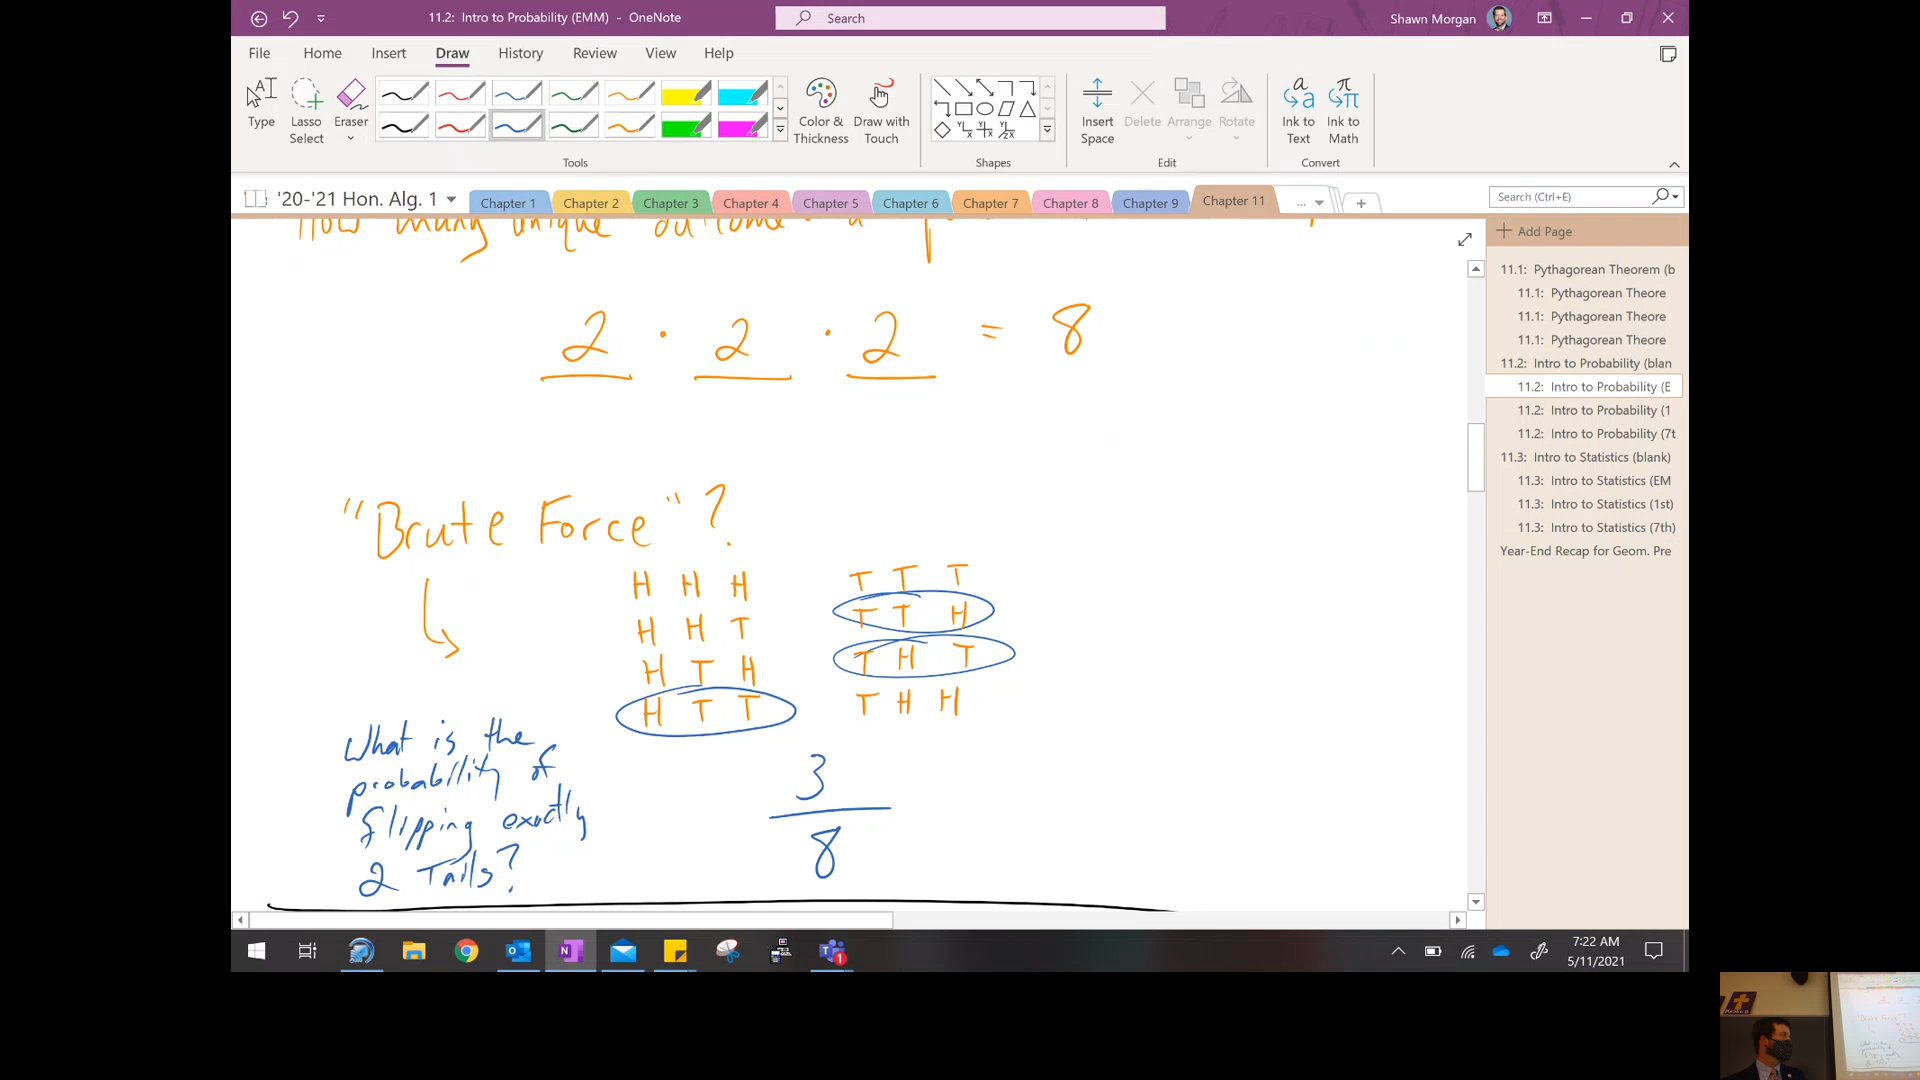 11.2: Intro to Probability (EMM) - OneNote
Search
Shawn Morgan
File Home Insert Draw History Review View Help
Type
Lasso Select
Eraser
Color & Thickness
Draw with Touch
Insert Space
Delete
Arrange
Rotate
Ink to Text
Ink to Math
Tools Shapes Edit Convert
'20-'21 Hon. Alg. 1
Chapter 1 Chapter 2 Chapter 3 Chapter 4 Chapter 5 Chapter 6 Chapter 7 Chapter 8 Chapter 9 Chapter 11 ...
Search (Ctrl+E)
Add Page
11.1: Pythagorean Theorem (b
11.1: Pythagorean Theore
11.1: Pythagorean Theore
11.1: Pythagorean Theore
11.2: Intro to Probability (blan
11.2: Intro to Probability (E
11.2: Intro to Probability (1
11.2: Intro to Probability (7t
11.3: Intro to Statistics (blank)
11.3: Intro to Statistics (EM
11.3: Intro to Statistics (1st)
11.3: Intro to Statistics (7th)
Year-End Recap for Geom. Pre
How many unique outcome
2 · 2 · 2 = 8
"Brute Force"?
H H H T T T
H H T T T H
H T H T H T
H T T T H H
What is the
probability of
flipping exactly
2 Tails?
3
8
7:22 AM
5/11/2021